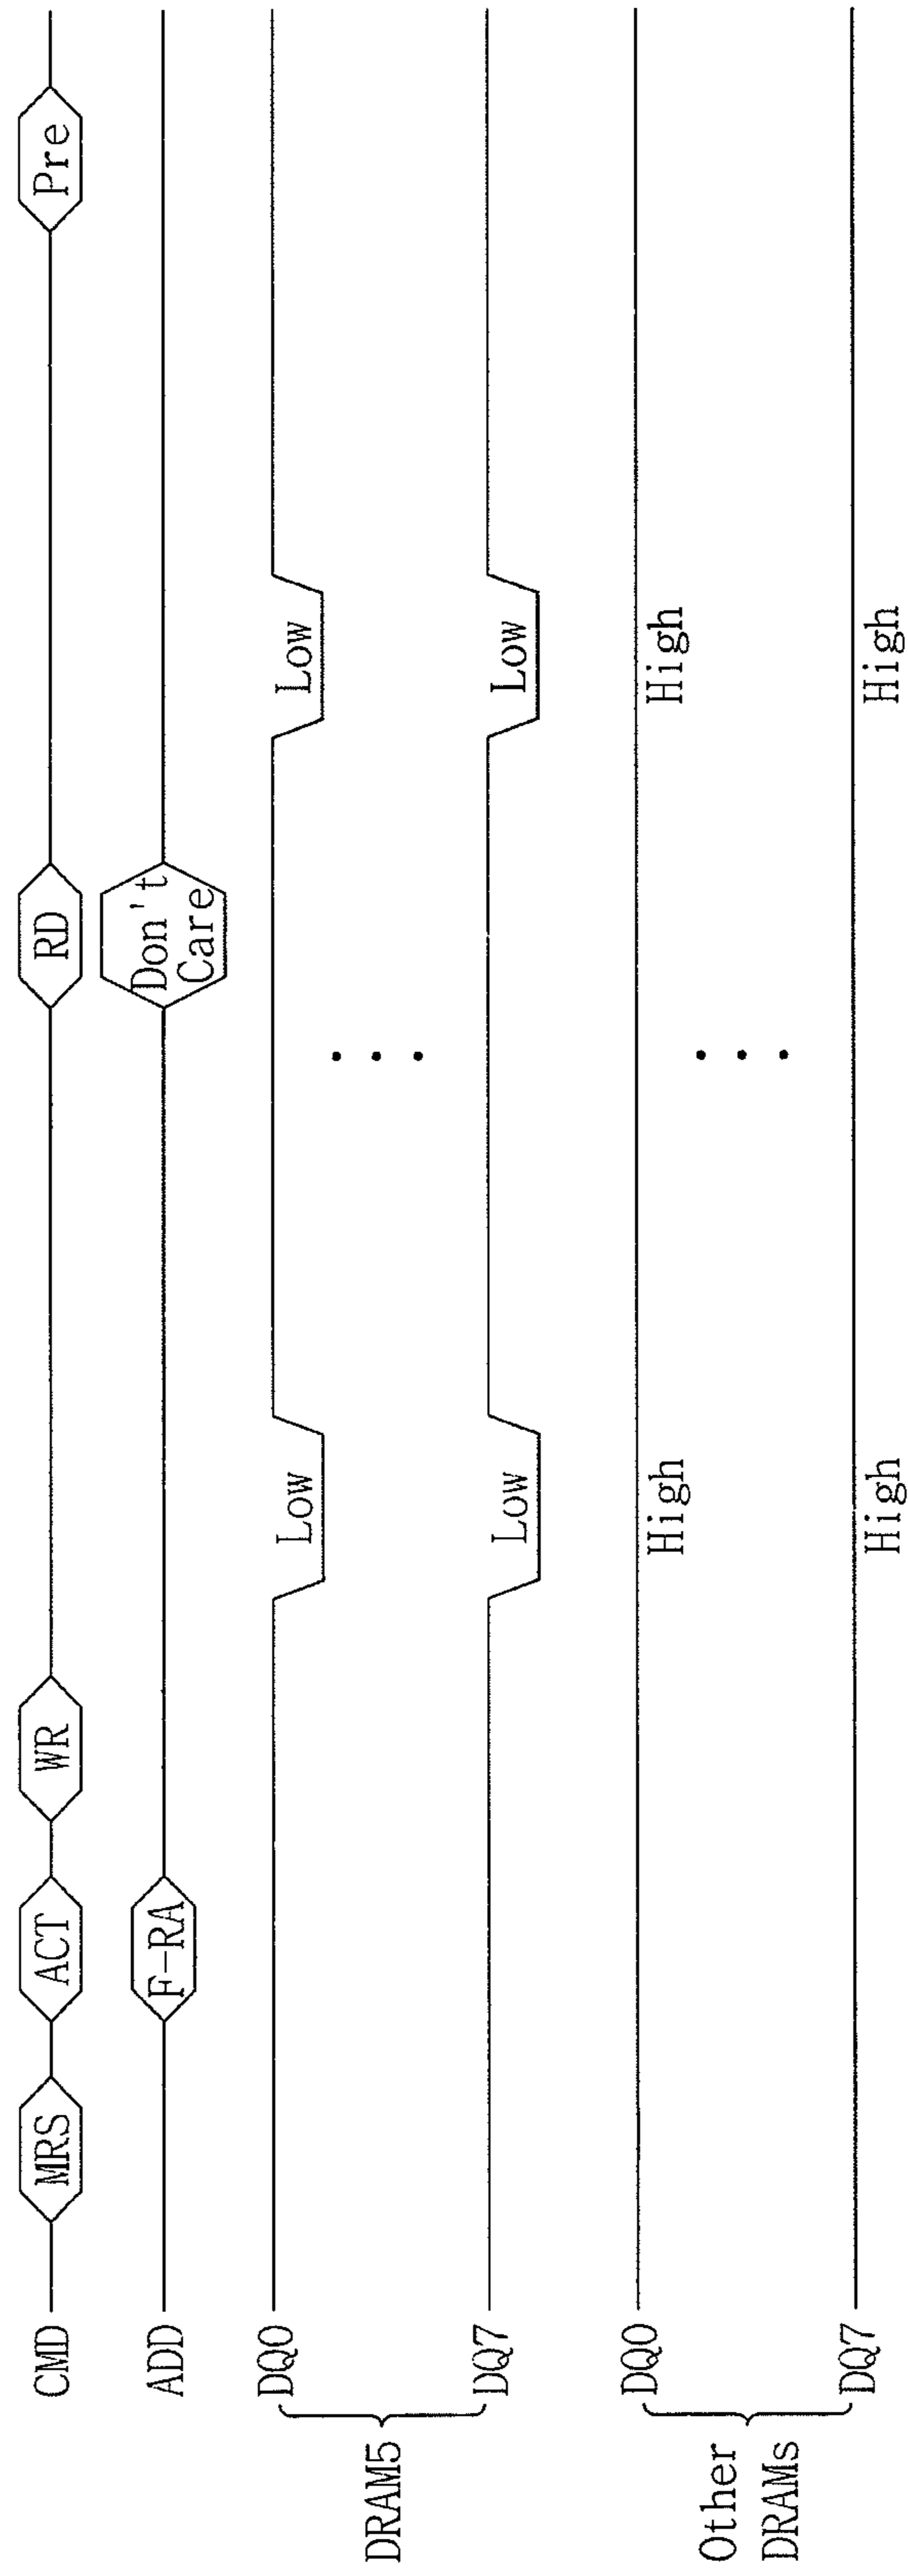 CMD MRS ACT WR RD Pre
ADD F-RA Don't
Care
DRAM5
DQ0 Low Low
DQ7 Low Low
Other
DRAMs
DQ0 High High
DQ7 High High